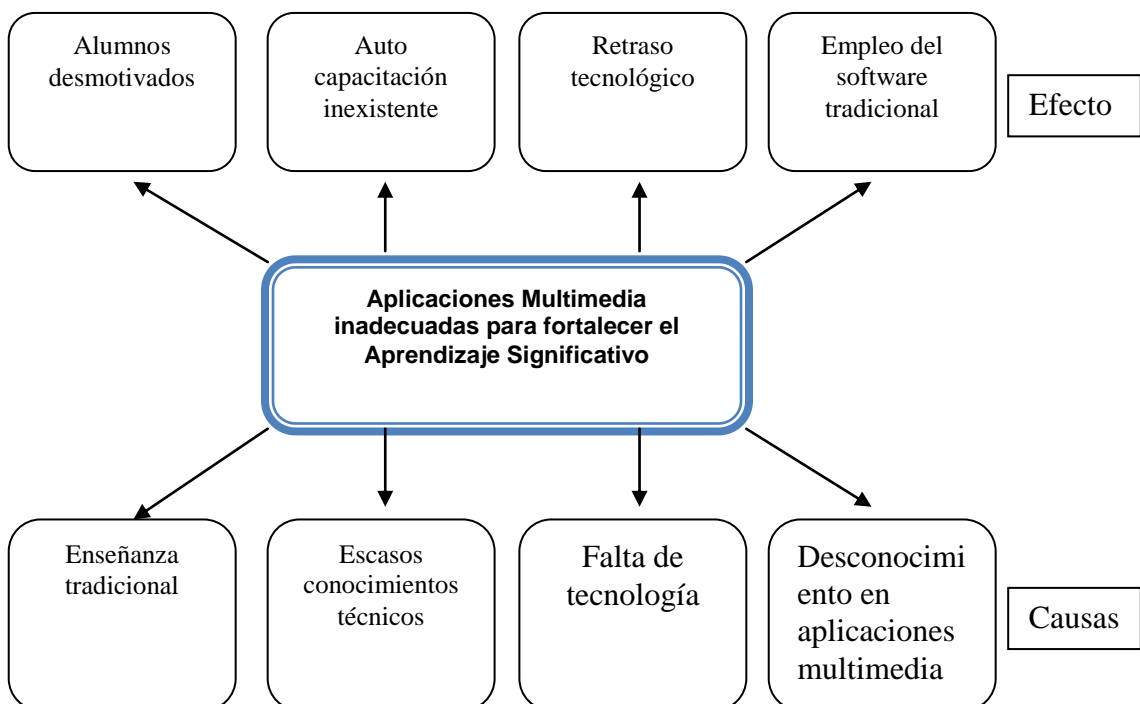 Alumnos
desmotivados
Auto
capacitación
inexistente
Retraso
tecnológico
Empleo del
software
tradicional
Efecto
Aplicaciones Multimedia
inadecuadas para fortalecer el
Aprendizaje Significativo
Enseñanza
tradicional
Escasos
conocimientos
técnicos
Falta de
tecnología
Desconocimi
ento en
aplicaciones
multimedia
Causas